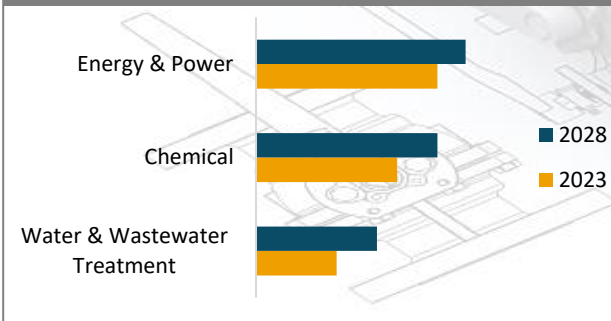 Energy & Power
Chemical
Water & Wastewater
Treatment
2028
2023